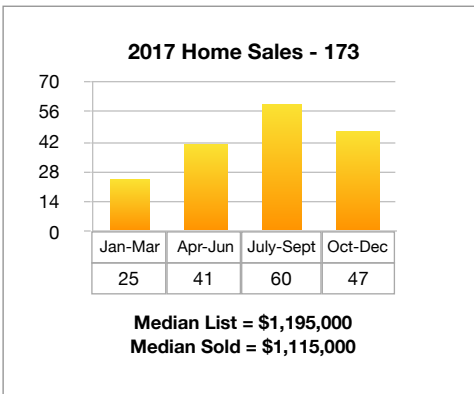 2017 Home Sales - 173
70
56
42
28
14
0
Jan-Mar Apr-Jun July-Sept Oct-Dec
25 41 60 47
Median List = $1,195,000
Median Sold = $1,115,000